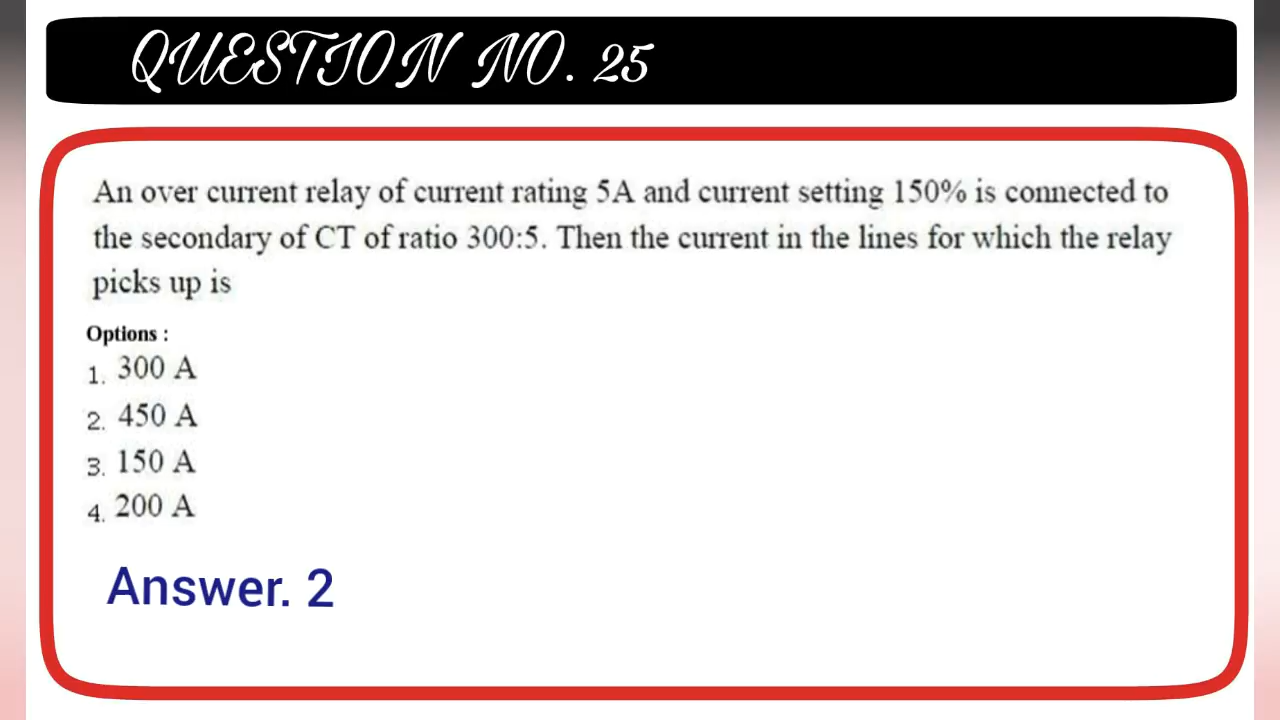 QUESTION NO. 25
An over current relay of current rating 5A and current setting 150% is connected to
the secondary of CT of ratio 300:5. Then the current in the lines for which the relay
picks up is
Options :
1. 300 A
2. 450 A
3. 150 A
4. 200 A
Answer. 2